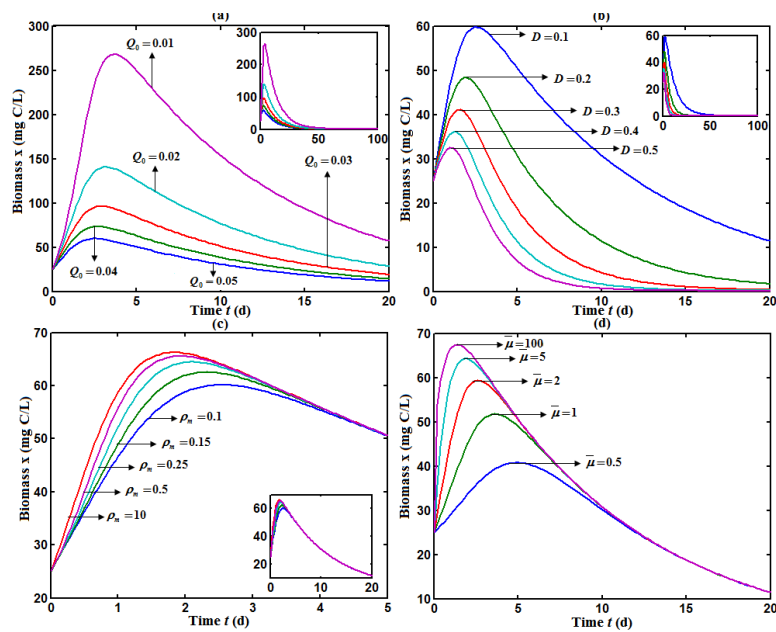 (a)
Biomass x (mg C/L)
300
250
200
150
100
50
0
0 5 10 15 20
Time t (d)
Q₀ = 0.01
Q₀ = 0.02
Q₀ = 0.03
Q₀ = 0.04
Q₀ = 0.05
300
200
100
0
0 50 100
(b)
Biomass x (mg C/L)
60
50
40
30
20
10
0
0 5 10 15 20
Time t (d)
D = 0.1
D = 0.2
D = 0.3
D = 0.4
D = 0.5
60
40
20
0
0 50 100
(c)
Biomass x (mg C/L)
70
60
50
40
30
20
0 1 2 3 4 5
Time t (d)
ρₘ = 0.1
ρₘ = 0.15
ρₘ = 0.25
ρₘ = 0.5
ρₘ = 10
60
40
20
0
0 5 10 15 20
(d)
Biomass x (mg C/L)
70
60
50
40
30
20
10
0 5 10 15 20
Time t (d)
μ̄ = 100
μ̄ = 5
μ̄ = 2
μ̄ = 1
μ̄ = 0.5